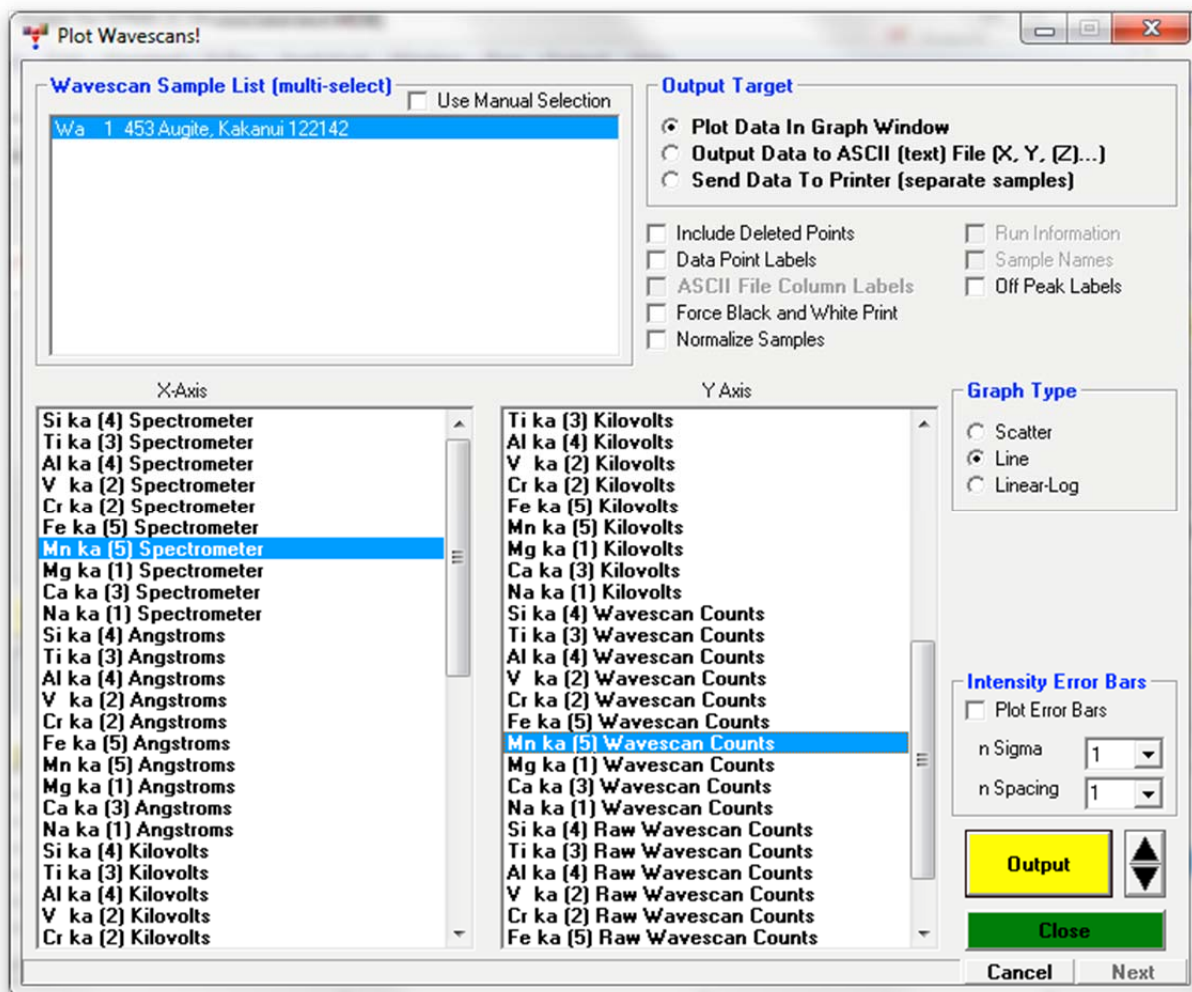 Plot Wavescans!
Wavescan Sample List (multi-select)
Use Manual Selection
Wa 1 453 Augite, Kakanui 122142
Output Target
Plot Data In Graph Window
Output Data to ASCII (text) File (X, Y, (Z)...)
Send Data To Printer (separate samples)
Include Deleted Points
Data Point Labels
ASCII File Column Labels
Force Black and White Print
Normalize Samples
Run Information
Sample Names
Off Peak Labels
X-Axis
Si ka (4) Spectrometer
Ti ka (3) Spectrometer
Al ka (4) Spectrometer
V ka (2) Spectrometer
Cr ka (2) Spectrometer
Fe ka (5) Spectrometer
Mn ka (5) Spectrometer
Mg ka (1) Spectrometer
Ca ka (3) Spectrometer
Na ka (1) Spectrometer
Si ka (4) Angstroms
Ti ka (3) Angstroms
Al ka (4) Angstroms
V ka (2) Angstroms
Cr ka (2) Angstroms
Fe ka (5) Angstroms
Mn ka (5) Angstroms
Mg ka (1) Angstroms
Ca ka (3) Angstroms
Na ka (1) Angstroms
Si ka (4) Kilovolts
Ti ka (3) Kilovolts
Al ka (4) Kilovolts
V ka (2) Kilovolts
Cr ka (2) Kilovolts
Y Axis
Ti ka (3) Kilovolts
Al ka (4) Kilovolts
V ka (2) Kilovolts
Cr ka (2) Kilovolts
Fe ka (5) Kilovolts
Mn ka (5) Kilovolts
Mg ka (1) Kilovolts
Ca ka (3) Kilovolts
Na ka (1) Kilovolts
Si ka (4) Wavescan Counts
Ti ka (3) Wavescan Counts
Al ka (4) Wavescan Counts
V ka (2) Wavescan Counts
Cr ka (2) Wavescan Counts
Fe ka (5) Wavescan Counts
Mn ka (5) Wavescan Counts
Mg ka (1) Wavescan Counts
Ca ka (3) Wavescan Counts
Na ka (1) Wavescan Counts
Si ka (4) Raw Wavescan Counts
Ti ka (3) Raw Wavescan Counts
Al ka (4) Raw Wavescan Counts
V ka (2) Raw Wavescan Counts
Cr ka (2) Raw Wavescan Counts
Fe ka (5) Raw Wavescan Counts
Graph Type
Scatter
Line
Linear-Log
Intensity Error Bars
Plot Error Bars
n Sigma 1
n Spacing 1
Output
Close
Cancel Next